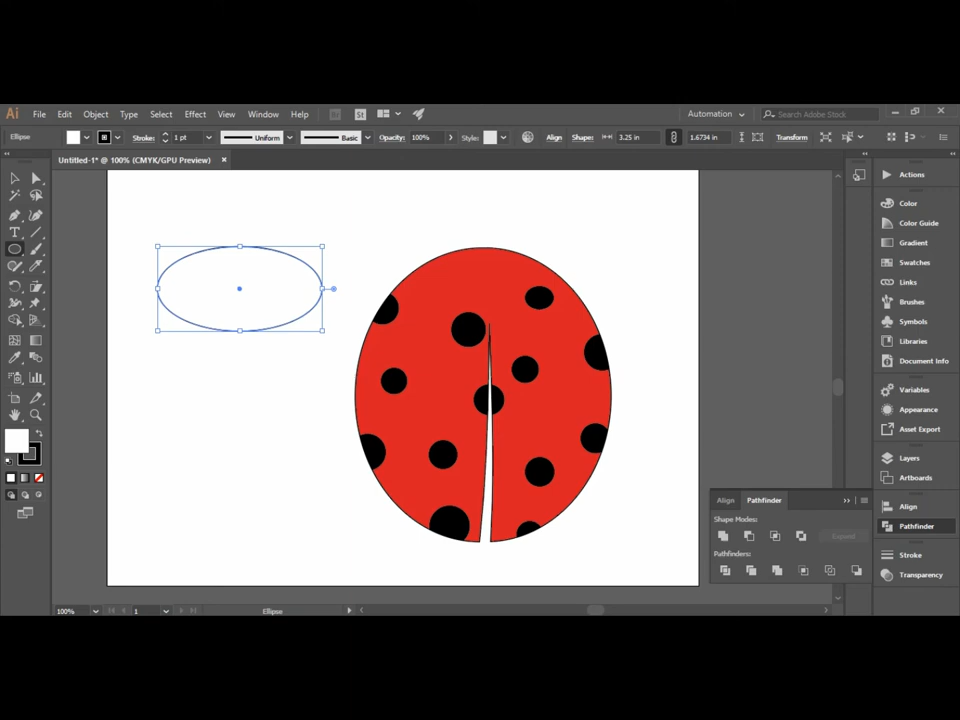 Ai File Edit Object Type Select Effect View Window Help Br St Automation Search Adobe Stock
Ellipse Stroke: 1 pt Uniform Basic Opacity: 100% Style: Align Shape: 3.25 in 1.6734 in Transform
Untitled-1* @ 100% (CMYK/GPU Preview) ×
Actions
Color
Color Guide
Gradient
Swatches
Links
Brushes
Symbols
Libraries
Document Info
Variables
Appearance
Asset Export
Layers
Artboards
Align
Pathfinder
Stroke
Transparency
Align Pathfinder
Shape Modes:
Expand
Pathfinders:
100% 1 Ellipse